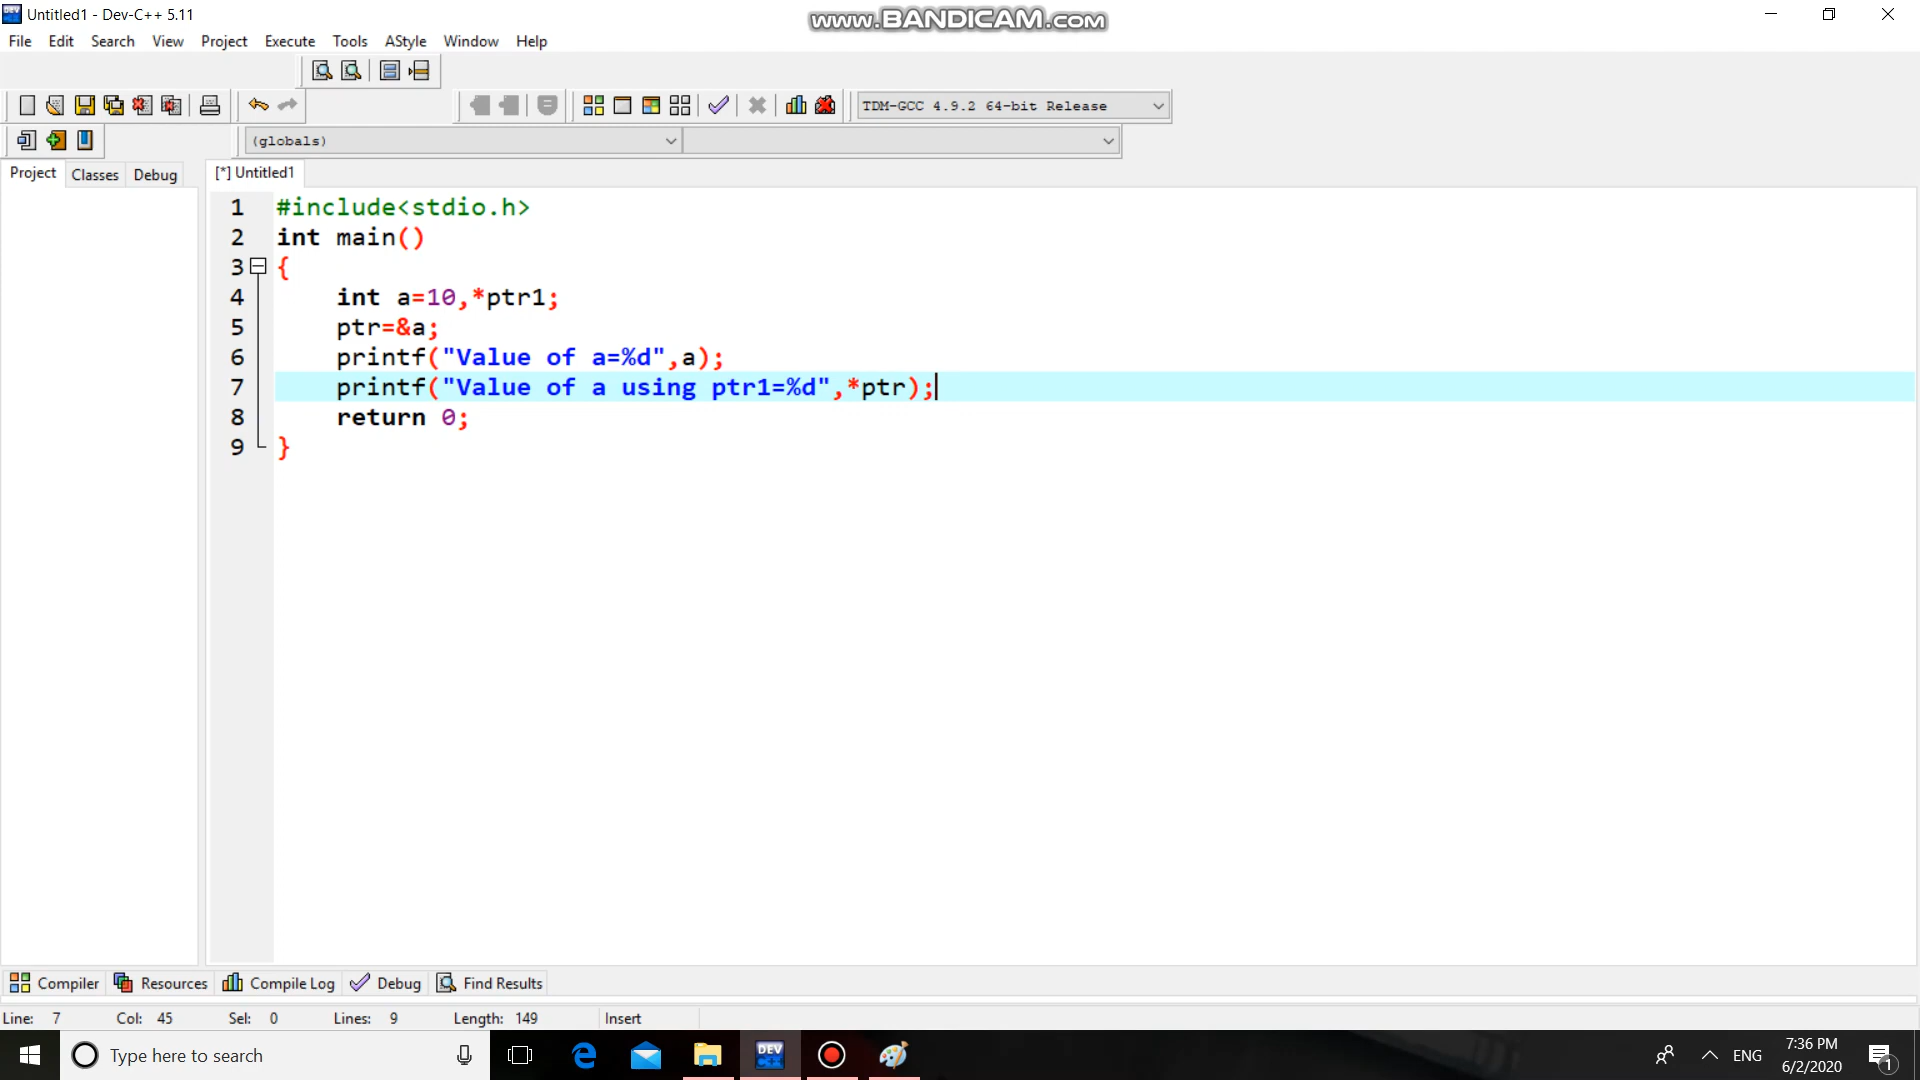 Untitled1 - Dev-C++ 5.11
www.BANDICAM.com
File Edit Search View Project Execute Tools AStyle Window Help
TDM-GCC 4.9.2 64-bit Release
(globals)
Project Classes Debug
[*] Untitled1
1 #include<stdio.h>
2 int main()
3 {
4 int a=10,*ptr1;
5 ptr=&a;
6 printf("Value of a=%d",a);
7 printf("Value of a using ptr1=%d",*ptr);
8 return 0;
9 }
Compiler Resources Compile Log Debug Find Results
Line: 7 Col: 45 Sel: 0 Lines: 9 Length: 149 Insert
Type here to search
DEV C++
ENG
7:36 PM
6/2/2020
1